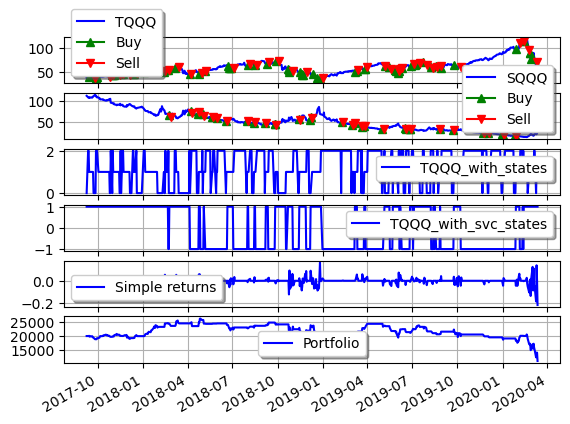 TQQQ
Buy
Sell
100
50
SQQQ
Buy
Sell
100
50
2
0
TQQQ_with_states
1
0
−1
TQQQ_with_svc_states
0.0
−0.2
Simple returns
25000
20000
15000
Portfolio
2017-10
2018-01
2018-04
2018-07
2018-10
2019-01
2019-04
2019-07
2019-10
2020-01
2020-04